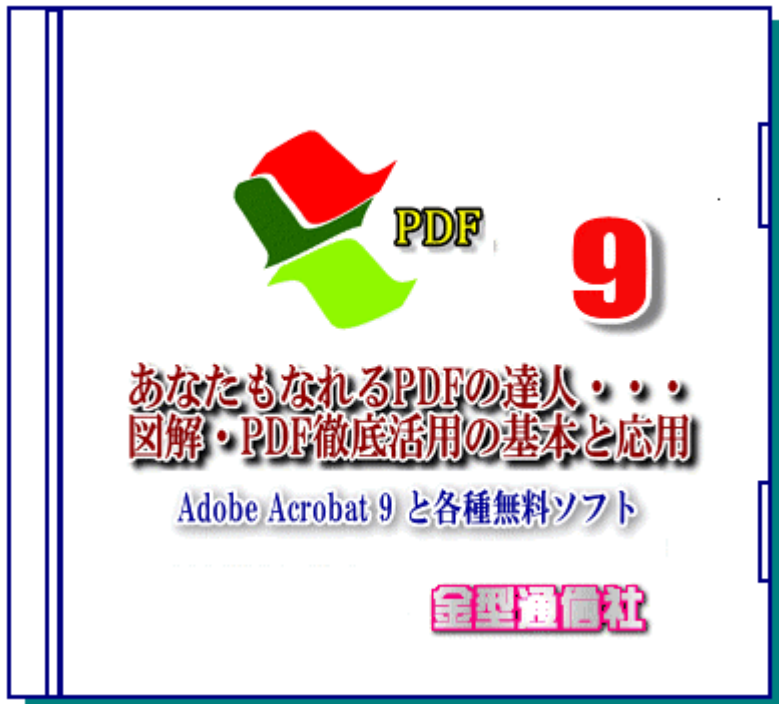 PDF
9
あなたもなれるPDFの達人・・・
図解・PDF徹底活用の基本と応用
Adobe Acrobat 9 と各種無料ソフト
金型通信社